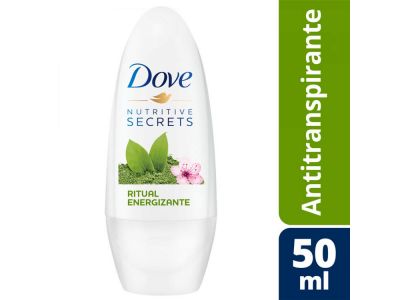 Dove
NUTRITIVE
SECRETS
RITUAL
ENERGIZANTE
Antitranspirante
50
ml